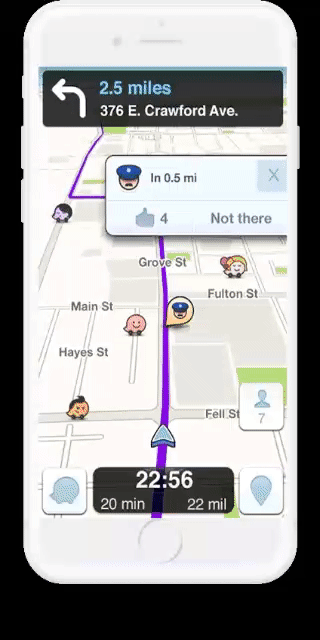 2.5 miles
376 E. Crawford Ave.
In 0.5 mi
X
4
Not there
Grove St
Fulton St
Main St
Hayes St
Fell St
7
22:56
20 min
22 mil